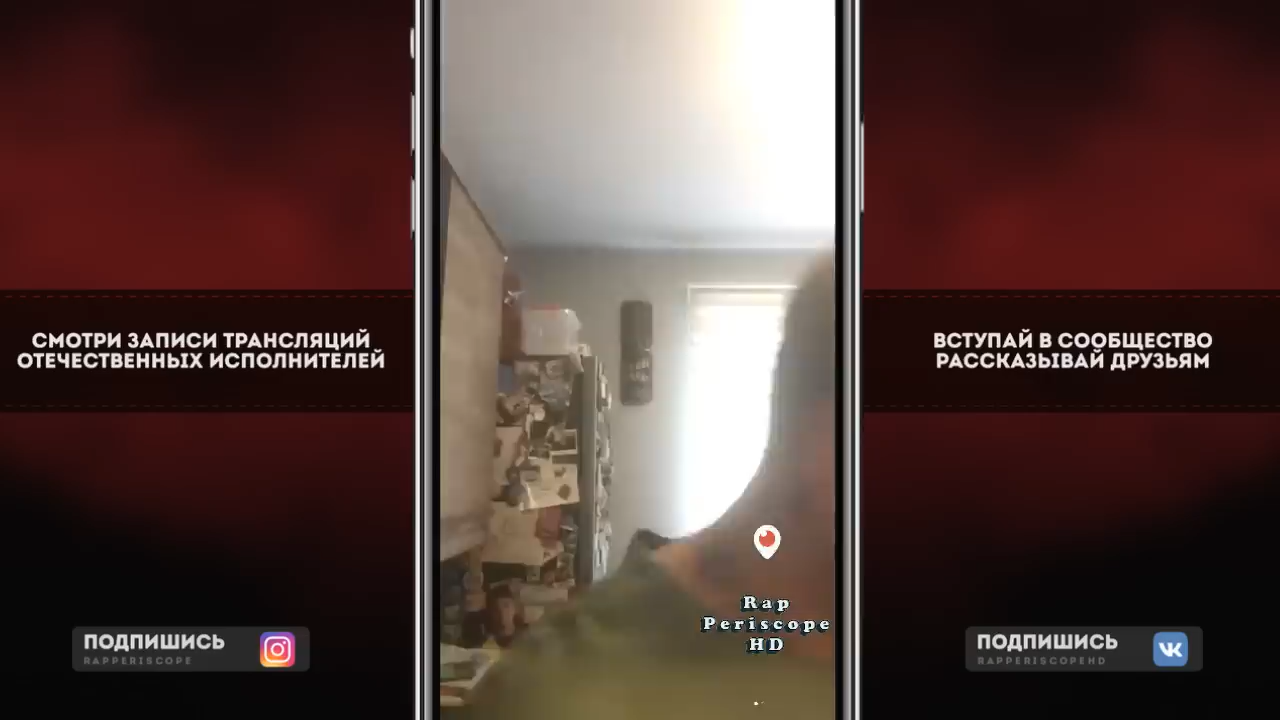 СМОТРИ ЗАПИСИ ТРАНСЛЯЦИЙ
ОТЕЧЕСТВЕННЫХ ИСПОЛНИТЕЛЕЙ
ВСТУПАЙ В СООБЩЕСТВО
РАССКАЗЫВАЙ ДРУЗЬЯМ
Rap
Periscope
HD
ПОДПИШИСЬ
RAPPERISCOPE
ПОДПИШИСЬ
RAPPERISCOPEHD